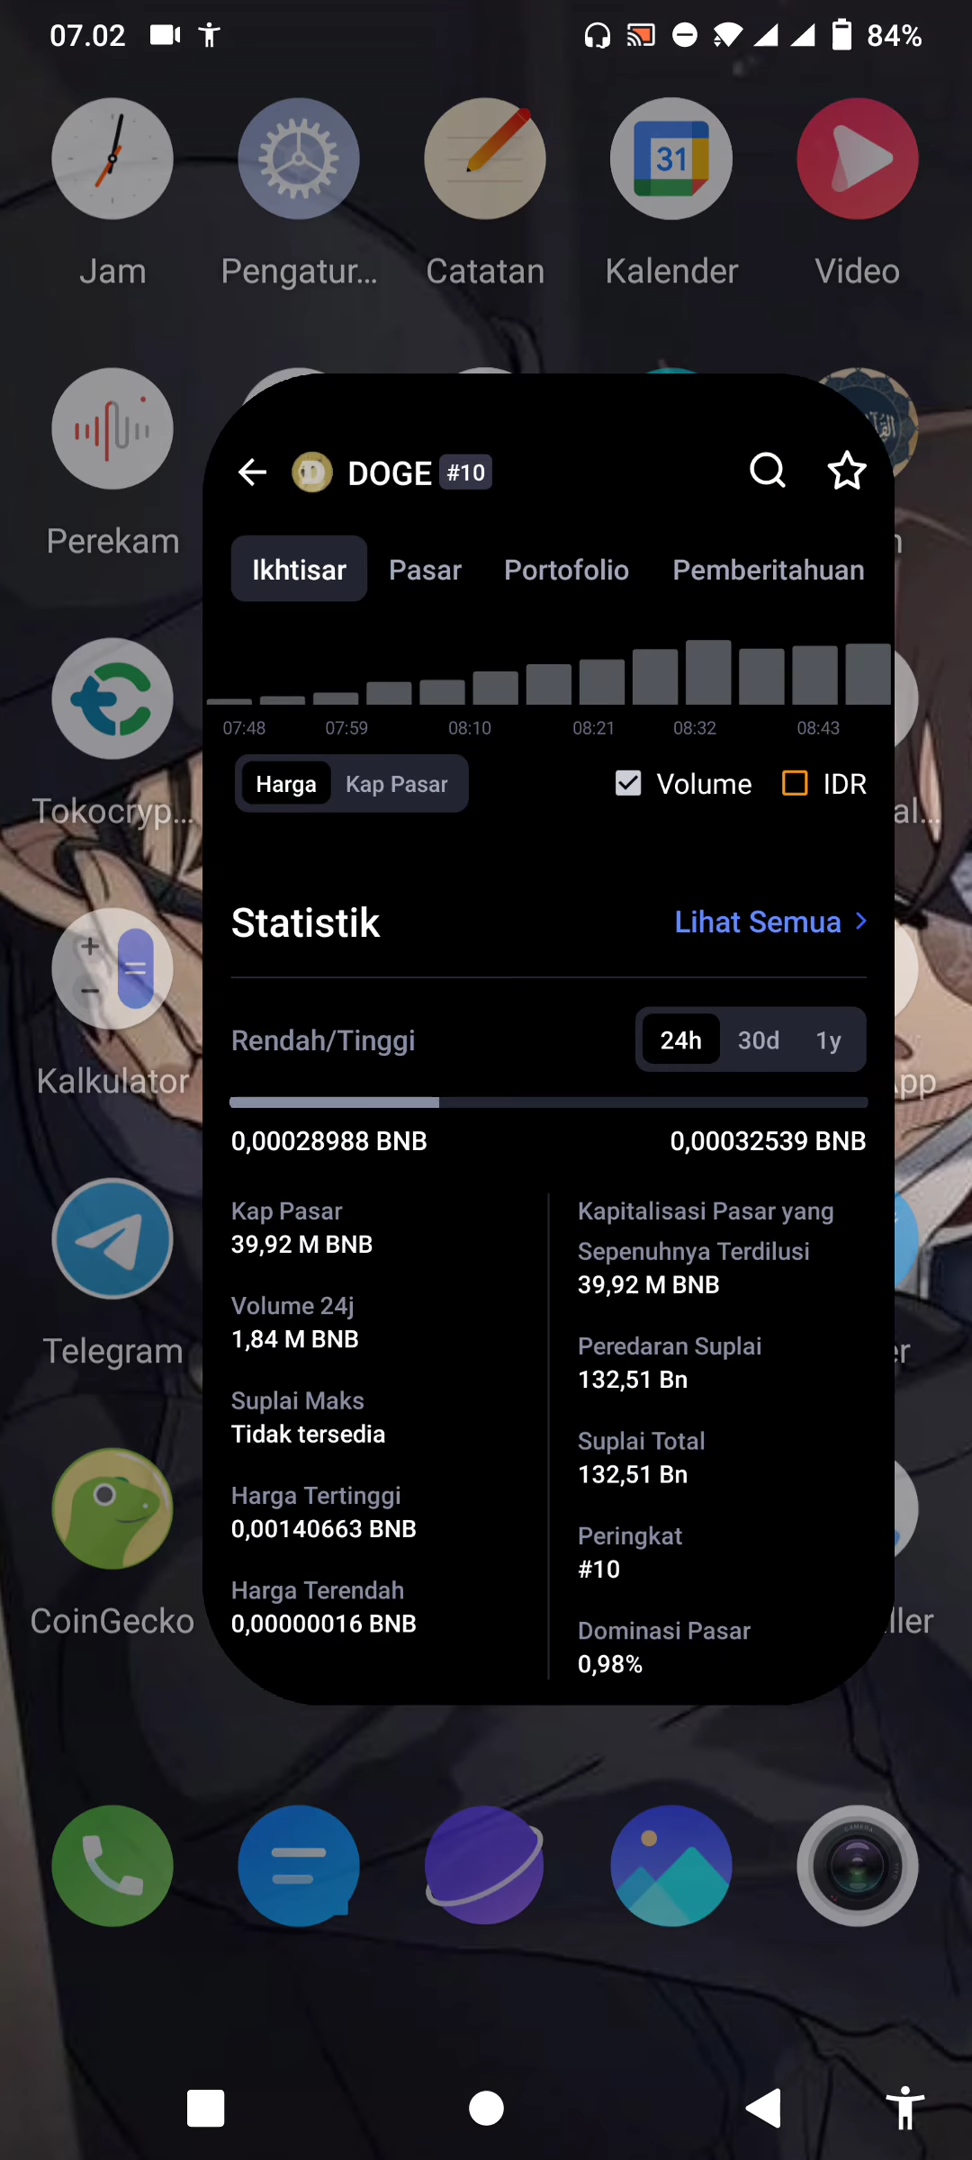 07.02 84%
31
Jam Pengatur... Catatan Kalender Video
DOGE #10
Perekam
Ikhtisar Pasar Portofolio Pemberitahuan
07:48 07:59 08:10 08:21 08:32 08:43
Harga Kap Pasar Volume IDR
Tokocryp... al...
Statistik Lihat Semua
Rendah/Tinggi 24h 30d 1y
Kalkulator pp
0,00028988 BNB 0,00032539 BNB
Kap Pasar
39,92 M BNB
Volume 24j
1,84 M BNB
Suplai Maks
Tidak tersedia
Harga Tertinggi
0,00140663 BNB
Harga Terendah
0,00000016 BNB
Kapitalisasi Pasar yang
Sepenuhnya Terdilusi
39,92 M BNB
Peredaran Suplai
132,51 Bn
Suplai Total
132,51 Bn
Peringkat
#10
Dominasi Pasar
0,98%
Telegram er
CoinGecko ller
CAMERA